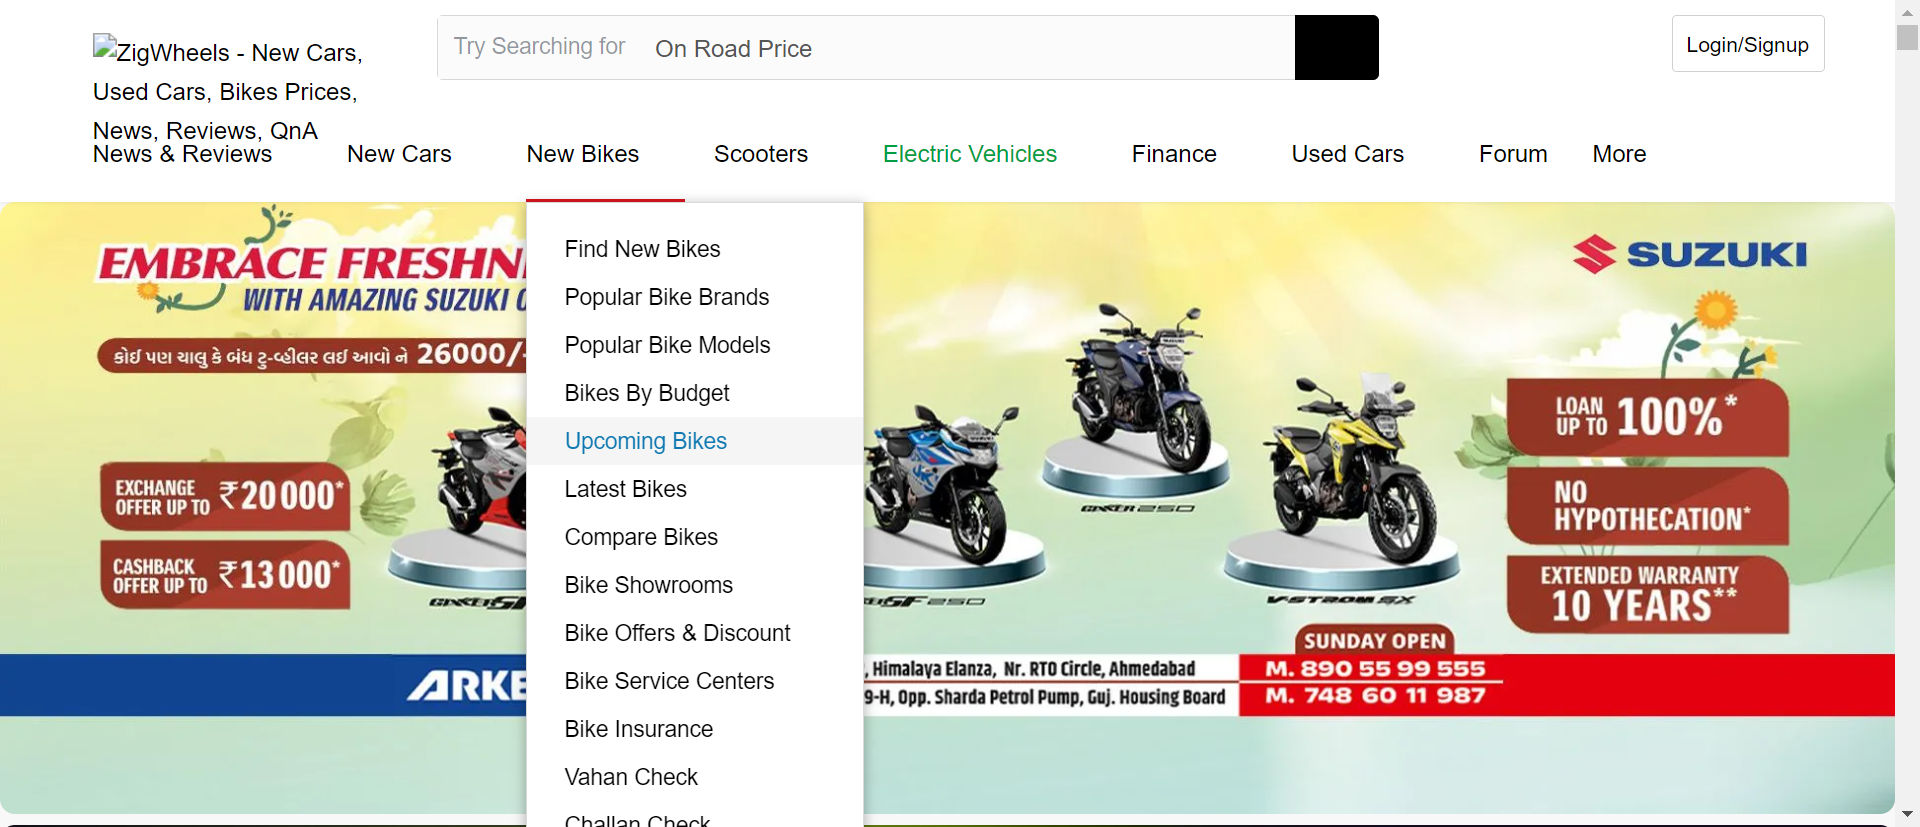 ZigWheels - New Cars,
Used Cars, Bikes Prices,
News, Reviews, QnA
Try Searching for On Road Price
Login/Signup
News & Reviews New Cars New Bikes Scooters Electric Vehicles Finance Used Cars Forum More
Find New Bikes
Popular Bike Brands
Popular Bike Models
Bikes By Budget
Upcoming Bikes
Latest Bikes
Compare Bikes
Bike Showrooms
Bike Offers & Discount
Bike Service Centers
Bike Insurance
Vahan Check
Challan Check
EMBRACE FRESHN
WITH AMAZING SUZUKI
કોઈ પણ ચાલુ કે બંધ ટુ-વ્હીલર લઈ આવો ને 26000/-
EXCHANGE
OFFER UP TO ₹20000*
CASHBACK
OFFER UP TO ₹13000*
SUZUKI
GIXXER 250
SF 250
V-STROM SX
LOAN
UP TO 100%*
NO
HYPOTHECATION*
EXTENDED WARRANTY
10 YEARS**
SUNDAY OPEN
ARKE
, Himalaya Elanza, Nr. RTO Circle, Ahmedabad
9-H, Opp. Sharda Petrol Pump, Guj. Housing Board
M. 890 55 99 555
M. 748 60 11 987